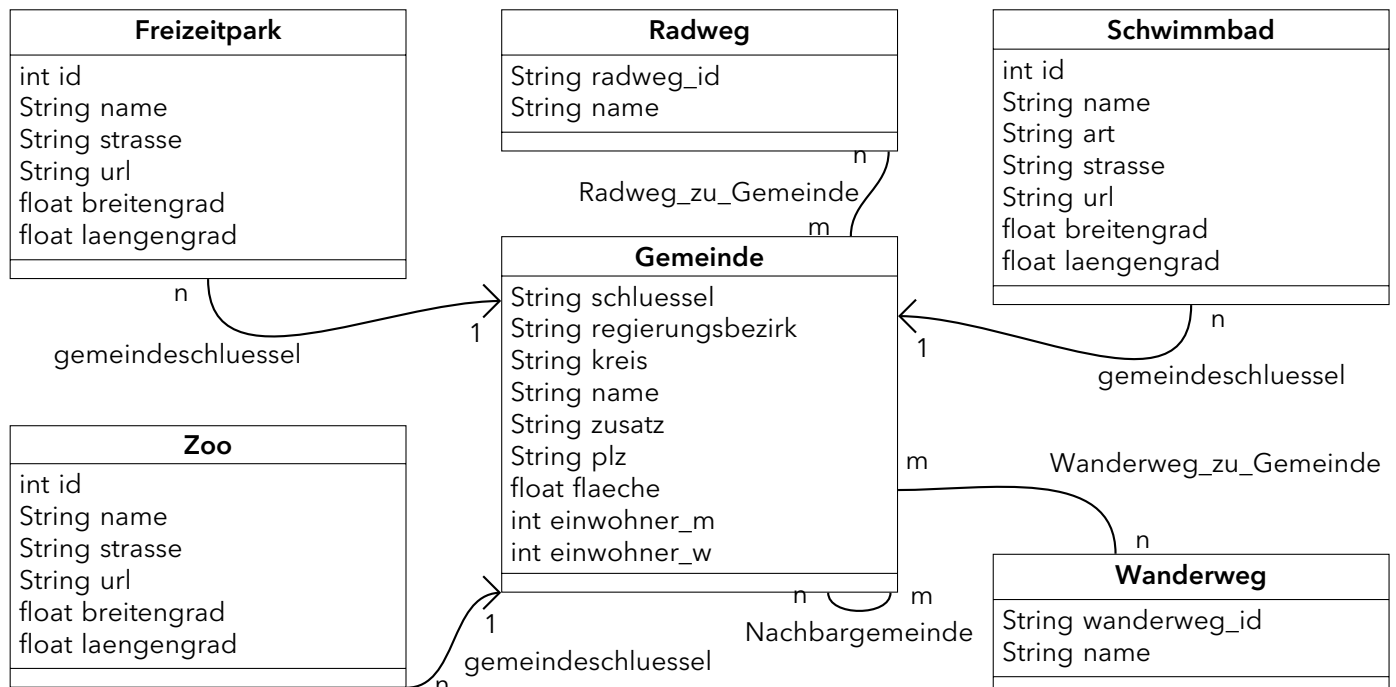 Freizeitpark
int id
String name
String strasse
String url
float breitengrad
float laengengrad
n
1
gemeindeschluessel
Radweg
String radweg_id
String name
n
Radweg_zu_Gemeinde
m
Schwimmbad
int id
String name
String art
String strasse
String url
float breitengrad
float laengengrad
n
1
gemeindeschluessel
Gemeinde
String schluessel
String regierungsbezirk
String kreis
String name
String zusatz
String plz
float flaeche
int einwohner_m
int einwohner_w
n
m
Nachbargemeinde
Zoo
int id
String name
String strasse
String url
float breitengrad
float laengengrad
1
gemeindeschluessel
n
m
Wanderweg_zu_Gemeinde
n
Wanderweg
String wanderweg_id
String name